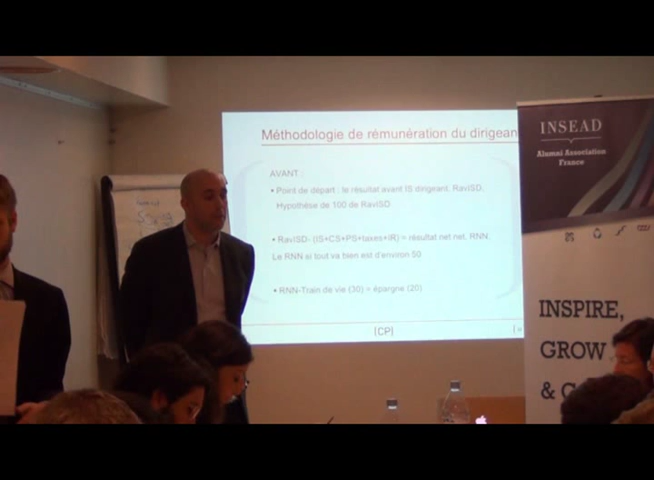 Méthodologie de rémunération du dirigean
AVANT :
• Point de départ : le résultat avant IS dirigeant, RavISD,
Hypothèse de 100 de RavISD
• RavISD- (IS+CS+PS+taxes+IR) = résultat net net, RNN,
Le RNN si tout va bien est d'environ 50
• RNN-Train de vie (30) = épargne (20)
(CP)
INSEAD
Alumni Association
France
INSPIRE,
GROW
&